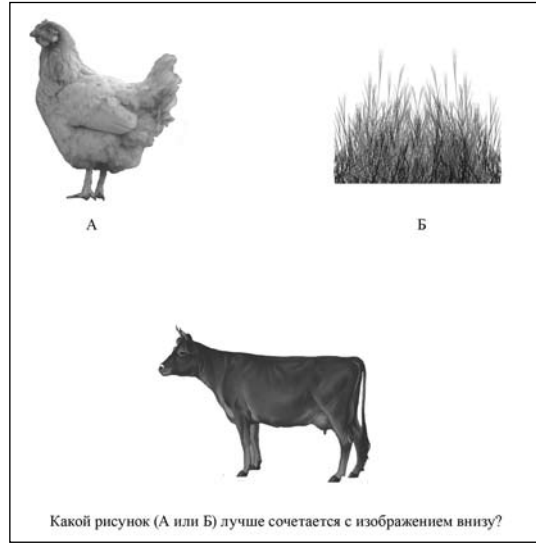 А
Б
Какой рисунок (А или Б) лучше сочетается с изображением внизу?